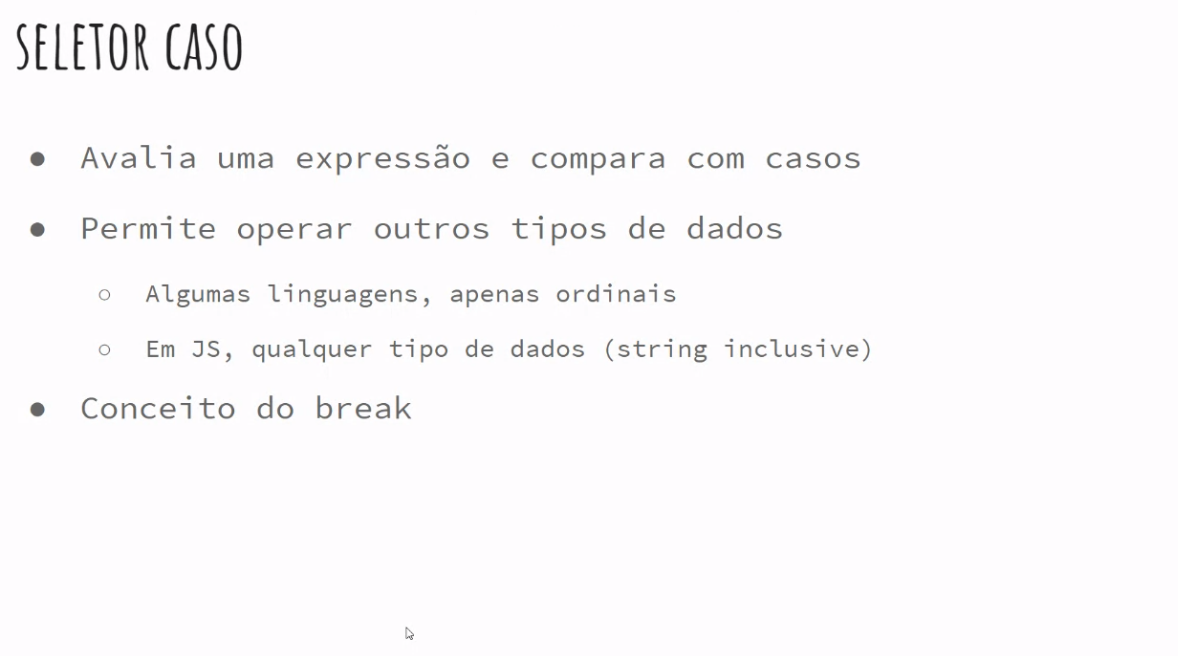 SELETOR CASO
● Avalia uma expressão e compara com casos
● Permite operar outros tipos de dados
○ Algumas linguagens, apenas ordinais
○ Em JS, qualquer tipo de dados (string inclusive)
● Conceito do break